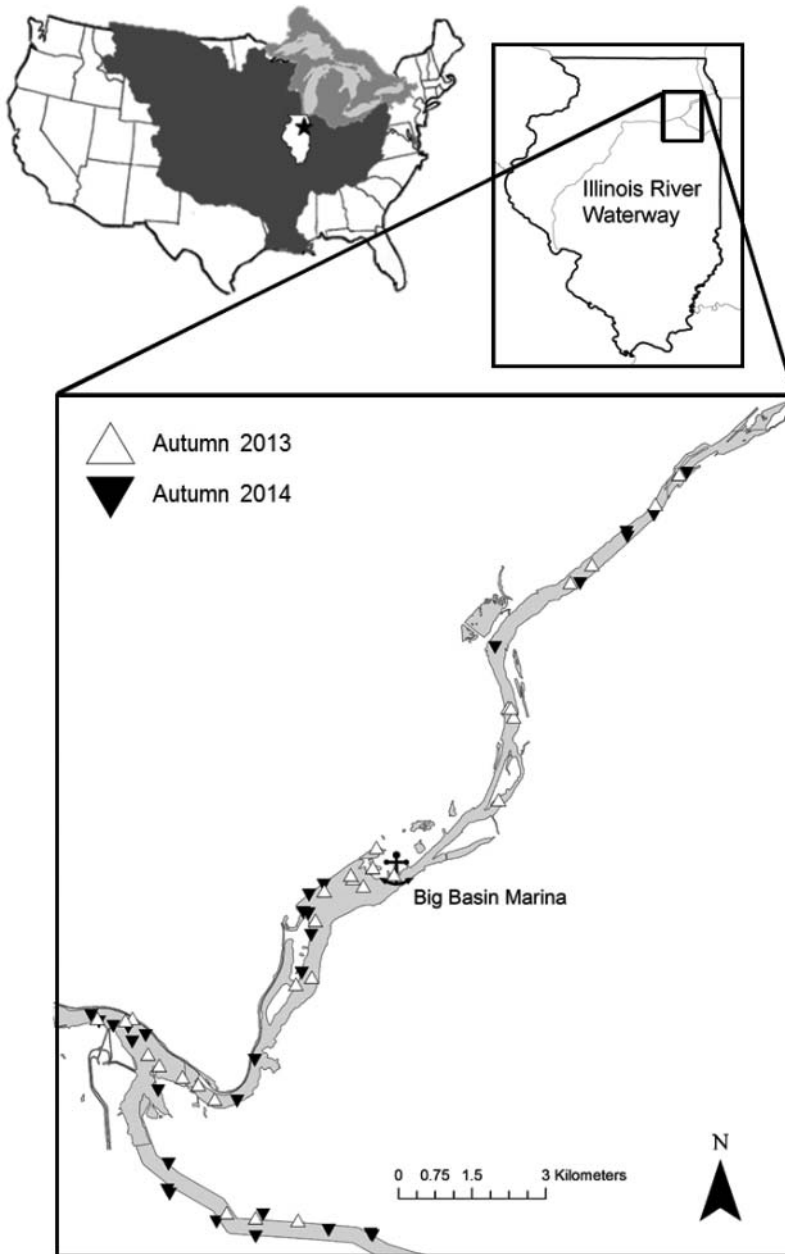 Illinois River
Waterway
Autumn 2013
Autumn 2014
Big Basin Marina
N
0 0.75 1.5 3 Kilometers